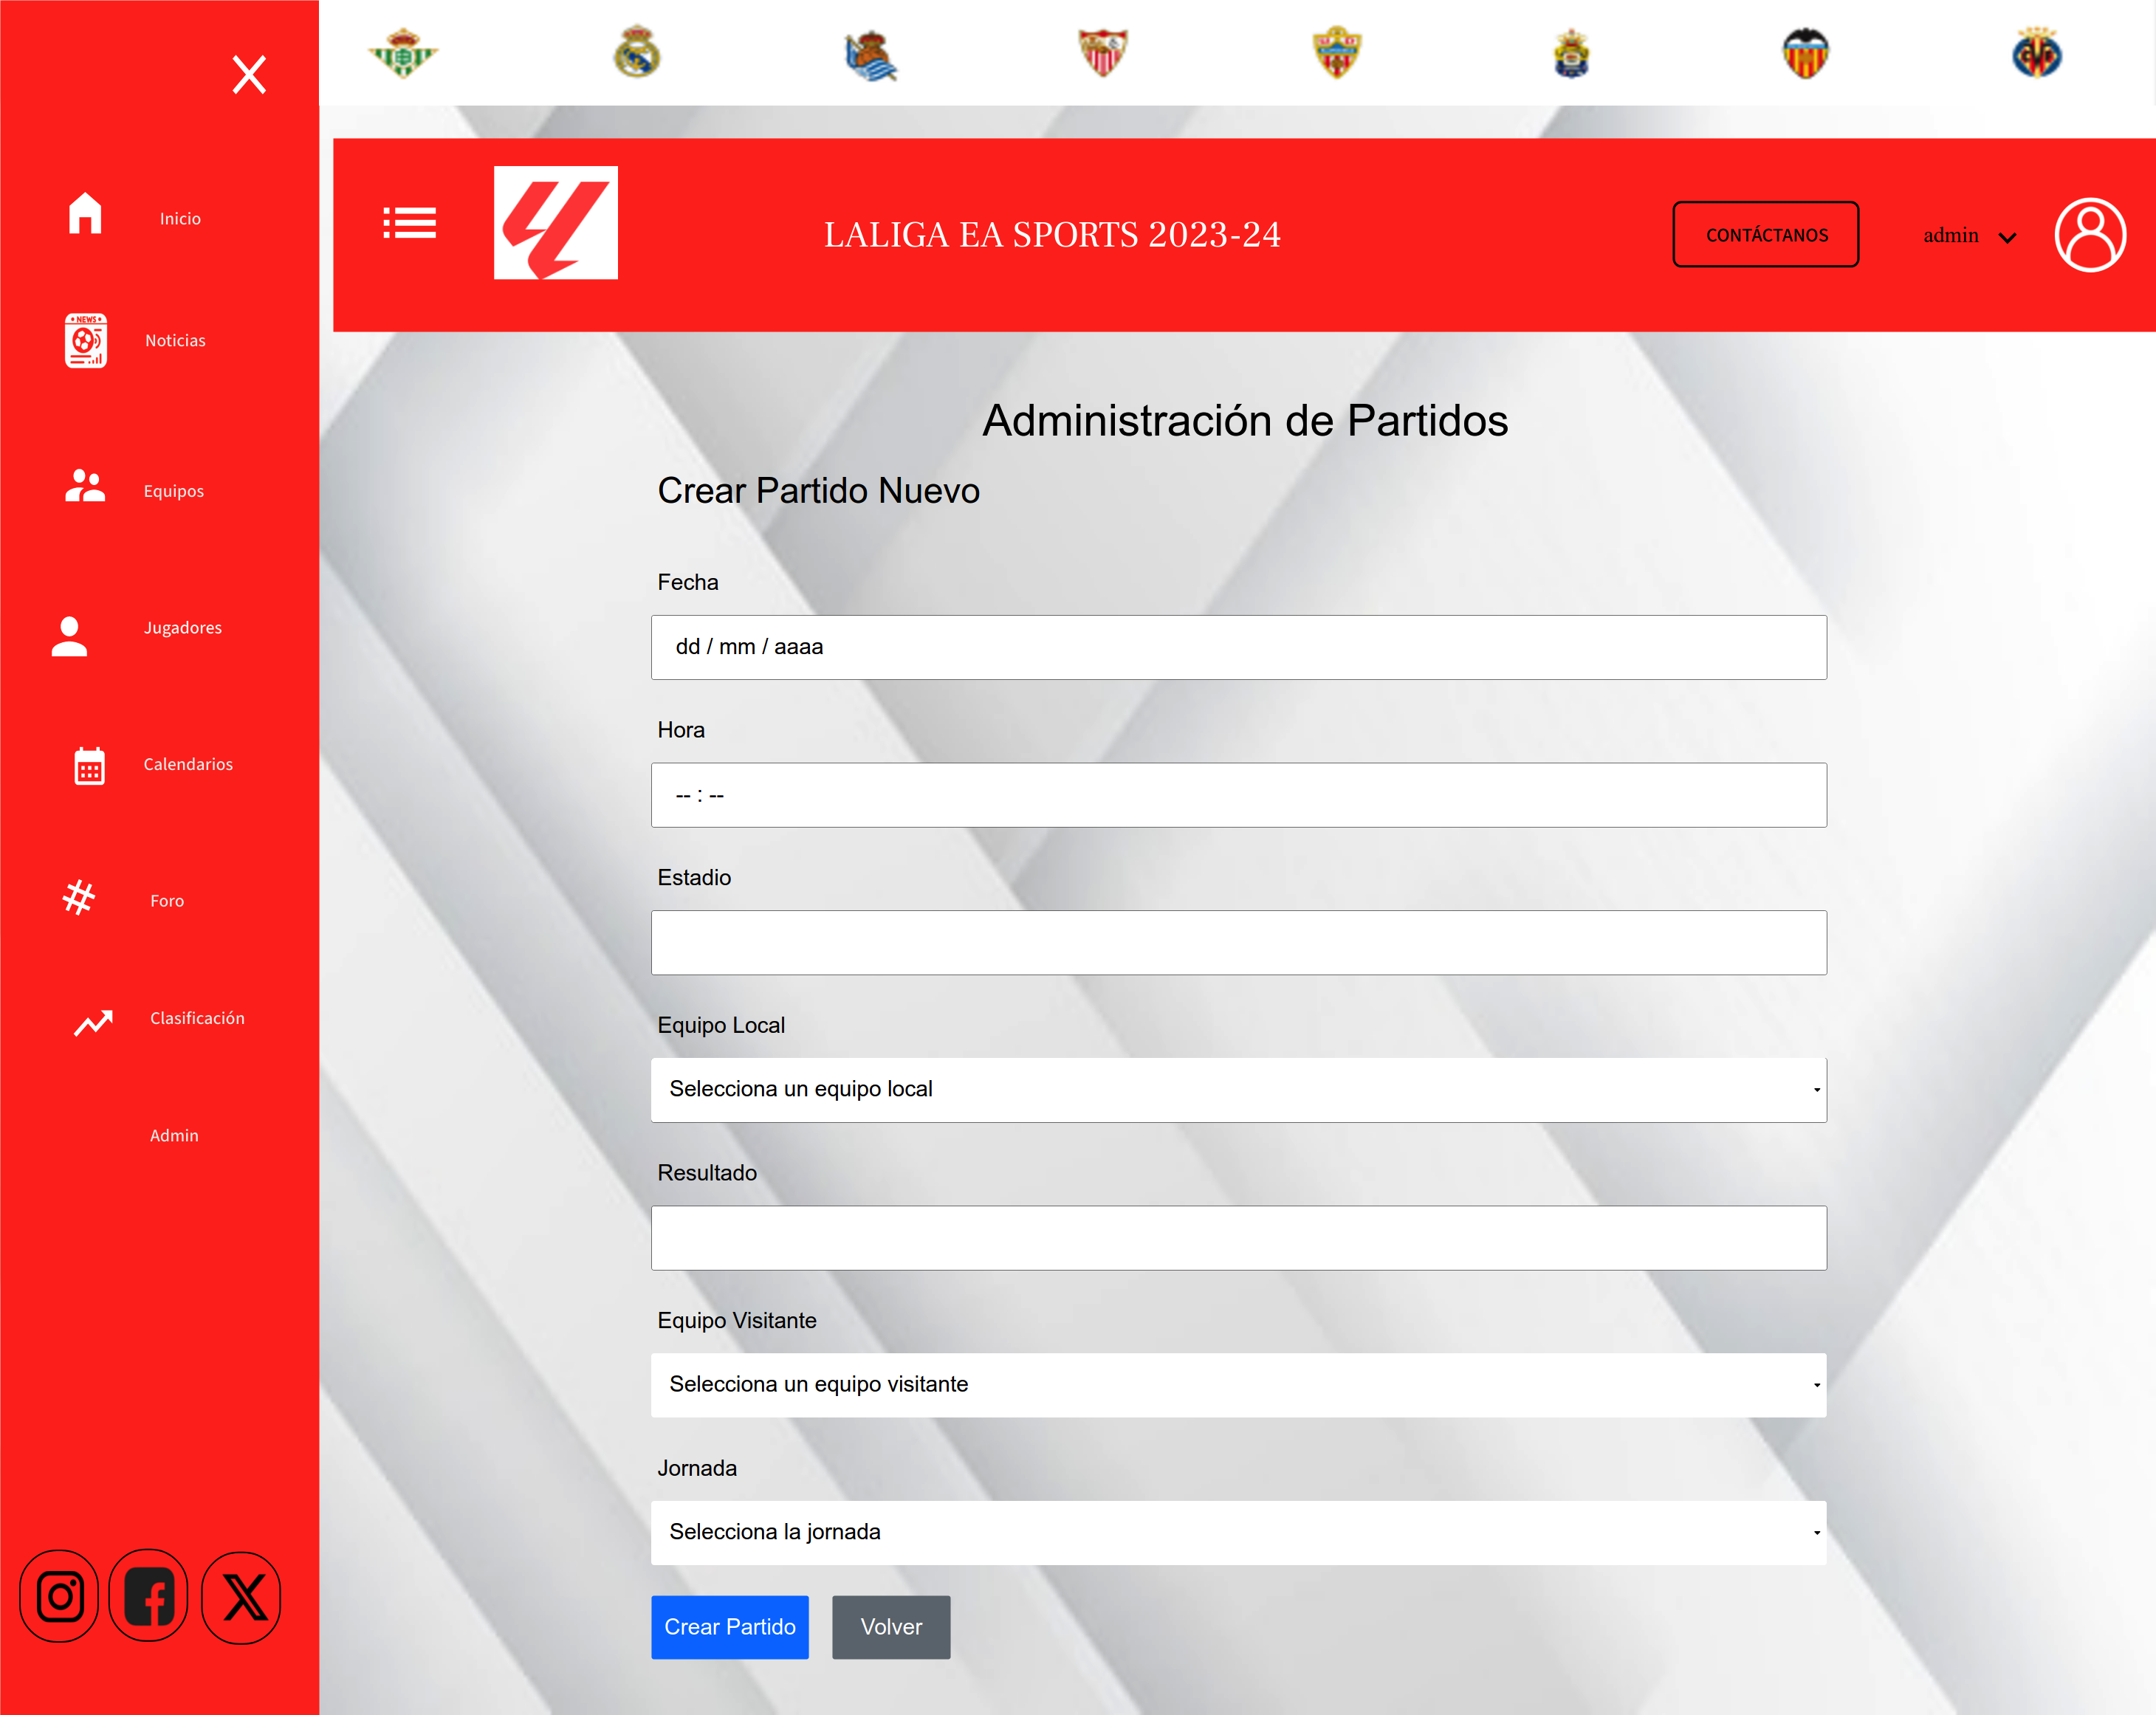 Inicio
NEWS
Noticias
Equipos
Jugadores
Calendarios
Foro
Clasificación
Admin
LALIGA EA SPORTS 2023-24
CONTÁCTANOS
admin
Administración de Partidos
Crear Partido Nuevo
Fecha
dd / mm / aaaa
Hora
-- : --
Estadio
Equipo Local
Selecciona un equipo local
Resultado
Equipo Visitante
Selecciona un equipo visitante
Jornada
Selecciona la jornada
Crear Partido
Volver